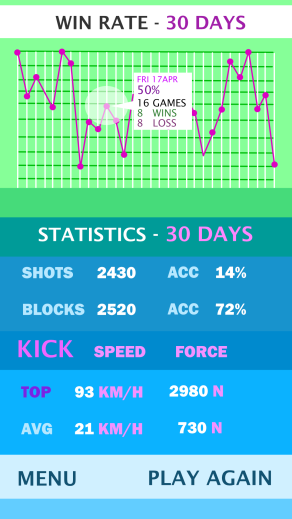 WIN RATE - 30 DAYS
FRI 17APR
50%
16 GAMES
8 WINS
8 LOSS
STATISTICS - 30 DAYS
SHOTS 2430 ACC 14%
BLOCKS 2520 ACC 72%
KICK SPEED FORCE
TOP 93 KM/H 2980 N
AVG 21 KM/H 730 N
MENU PLAY AGAIN